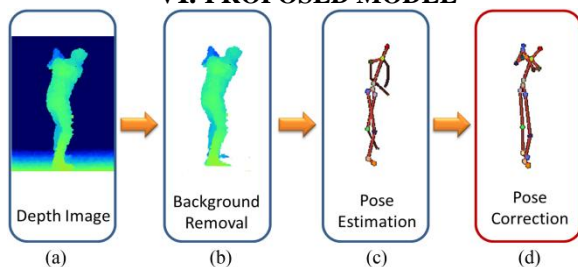 VI. PROPOSED MODEL
Depth Image
Background
Removal
Pose
Estimation
Pose
Correction
(a) (b) (c) (d)